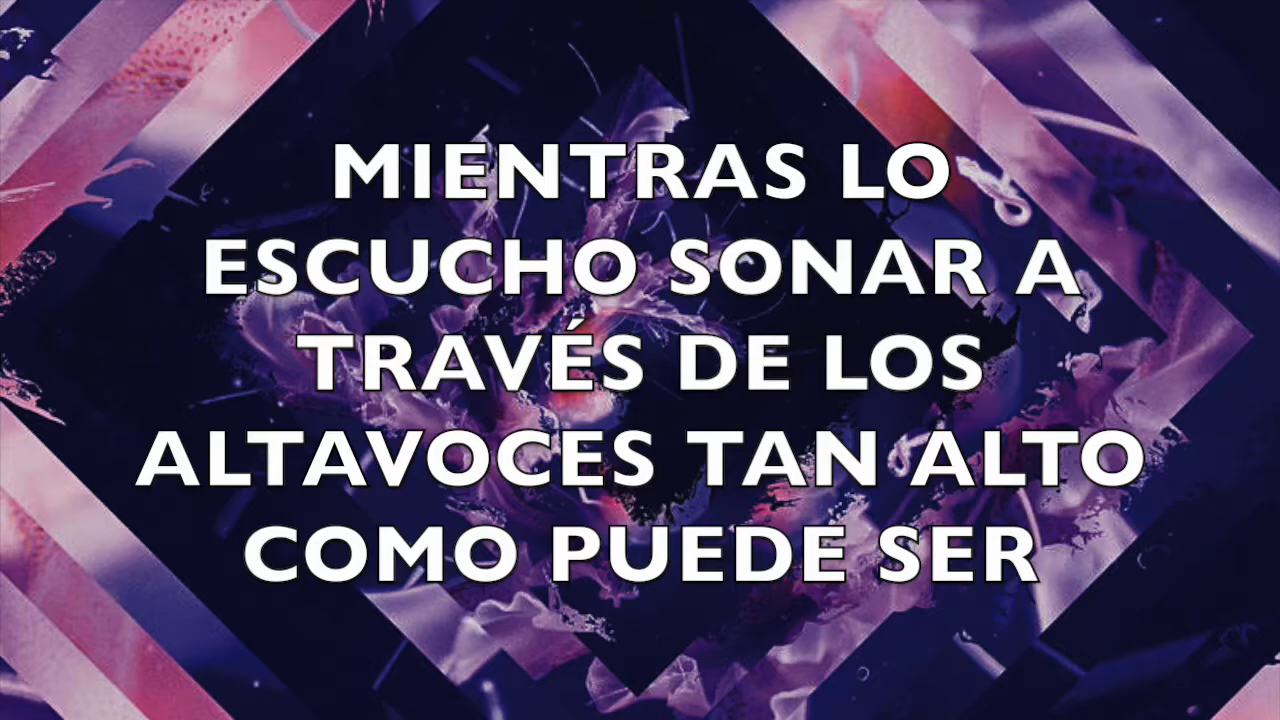 MIENTRAS LO
ESCUCHO SONAR A
TRAVÉS DE LOS
ALTAVOCES TAN ALTO
COMO PUEDE SER